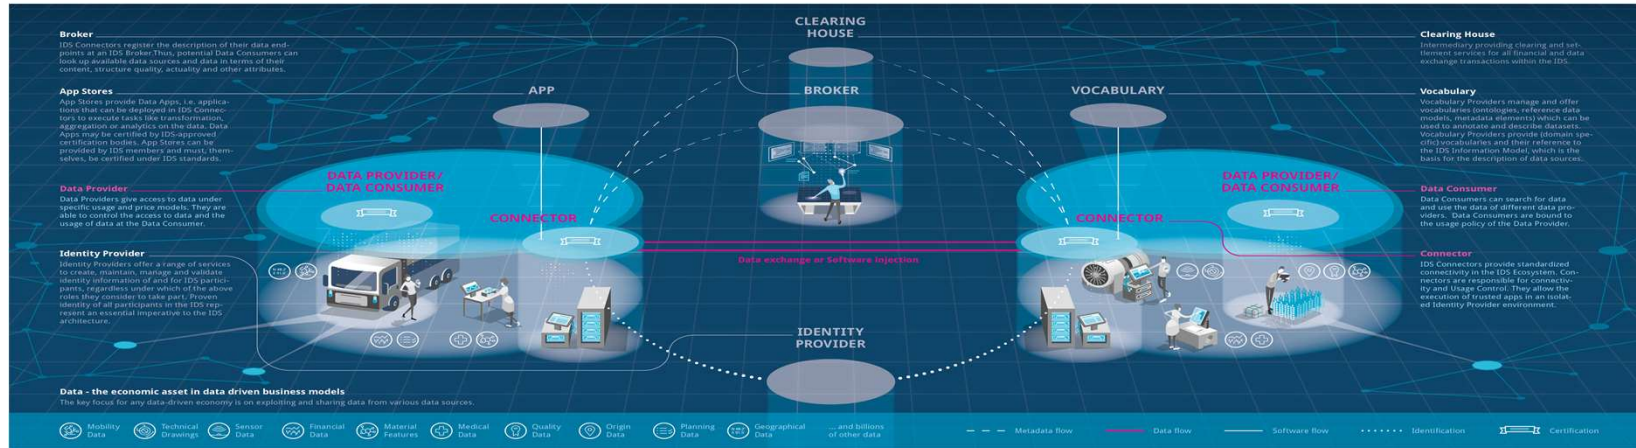 CLEARING
HOUSE
Broker
IDS Connectors register the description of their data end-
points at an IDS Broker.Thus, potential Data Consumers can
look up available data sources and data in terms of their
content, structure quality, actuality and other attributes.
Clearing House
Intermediary providing clearing and set-
tlement services for all financial and data
exchange transactions within the IDS.
App Stores
App Stores provide Data Apps, i.e. applica-
tions that can be deployed in IDS Connec-
tors to execute tasks like transformation,
aggregation or analytics on the data. Data
Apps may be certified by IDS-approved
certification bodies. App Stores can be
provided by IDS members and must, them-
selves, be certified under IDS standards.
APP
BROKER
VOCABULARY
Vocabulary
Vocabulary Providers manage and offer
vocabularies (ontologies, reference data
models, metadata elements) which can be
used to annotate and describe datasets.
Vocabulary Providers provide (domain spe-
cific) vocabularies and their reference to
the IDS Information Model, which is the
basis for the description of data sources.
DATA PROVIDER/
DATA CONSUMER
DATA PROVIDER/
DATA CONSUMER
Data Provider
Data Providers give access to data under
specific usage and price models. They are
able to control the access to data and the
usage of data at the Data Consumer.
CONNECTOR
CONNECTOR
Data Consumer
Data Consumers can search for data
and use the data of different data pro-
viders. Data Consumers are bound to
the usage policy of the Data Provider.
Identity Provider
Identity Providers offer a range of services
to create, maintain, manage and validate
identity information of and for IDS partici-
pants, regardless under which of the above
roles they consider to take part. Proven
identity of all participants in the IDS rep-
resent an essential imperative to the IDS
architecture.
Data exchange or Software injection
Connector
IDS Connectors provide standardized
connectivity in the IDS Ecosystem. Con-
nectors are responsible for connectiv-
ity and Usage Control. They allow the
execution of trusted apps in an isolat-
ed Identity Provider environment.
IDENTITY
PROVIDER
Data - the economic asset in data driven business models
The key focus for any data-driven economy is on exploiting and sharing data from various data sources.
Mobility
Data
Technical
Drawings
Sensor
Data
Financial
Data
Material
Features
Medical
Data
Quality
Data
Origin
Data
Planning
Data
Geographical
Data
... and billions
of other data
Metadata flow
Data flow
Software flow
Identification
Certification